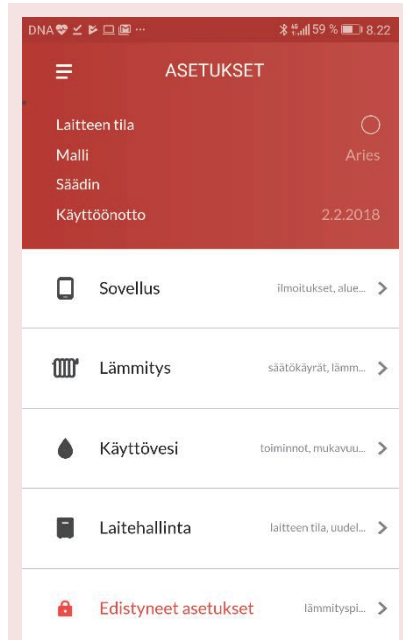 DNA 59 % 8.22
ASETUKSET
Laitteen tila
Malli Aries
Säädin
Käyttöönotto 2.2.2018
Sovellus ilmoitukset, alue...
Lämmitys säätökäyrät, lämm...
Käyttövesi toiminnot, mukavuu...
Laitehallinta laitteen tila, uudel...
Edistyneet asetukset lämmityspi...